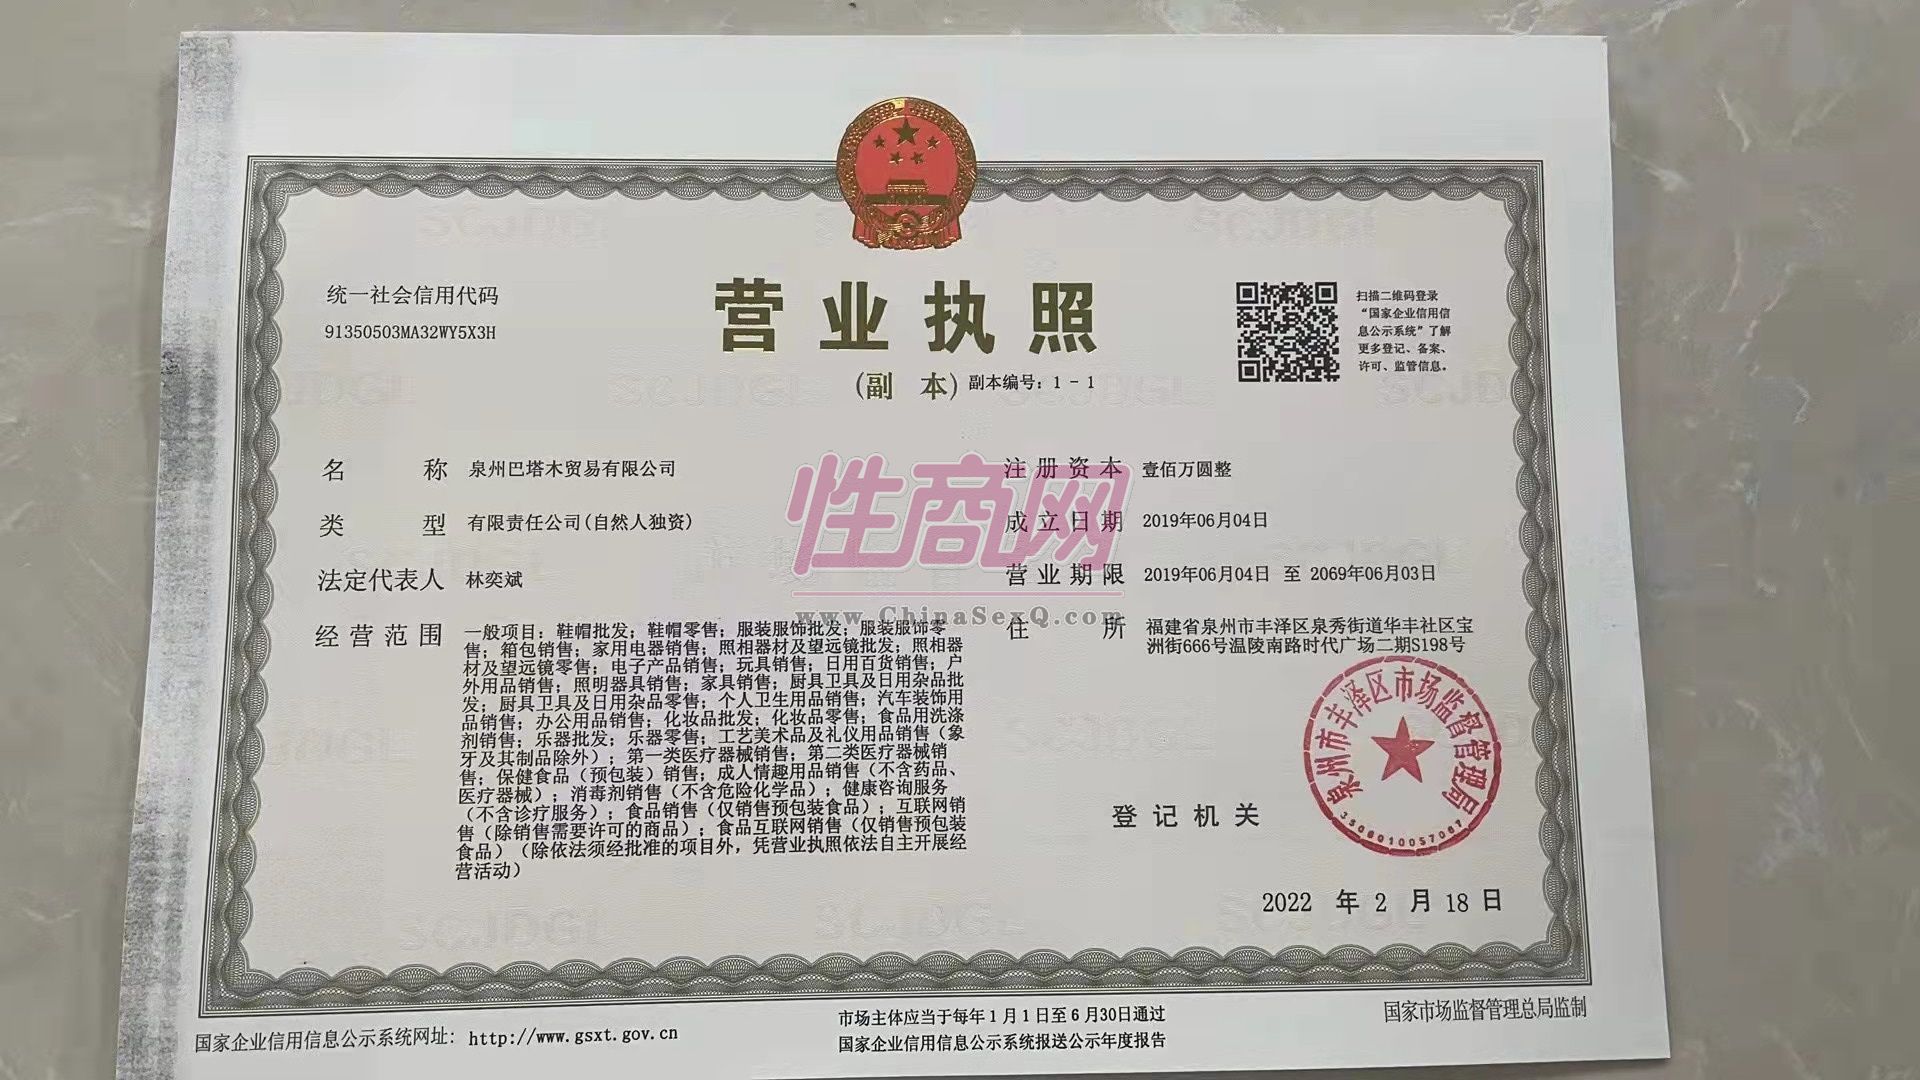 营业执照
(副 本) 副本编号：1-1
统一社会信用代码
91350503MA32WY5X3H
扫描二维码登录
“国家企业信用信
息公示系统”了解
更多登记、备案、
许可、监管信息。
名 称 泉州巴塔木贸易有限公司
类 型 有限责任公司(自然人独资)
法定代表人 林奕斌
经营范围 一般项目：鞋帽批发；鞋帽零售；服装服饰批发；服装服饰零
售；箱包销售；家用电器销售；照相器材及望远镜批发；照相器
材及望远镜零售；电子产品销售；玩具销售；日用百货销售；户
外用品销售；照明器具销售；家具销售；厨具卫具及日用杂品批
发；厨具卫具及日用杂品零售；个人卫生用品销售；汽车装饰用
品销售；办公用品销售；化妆品批发；化妆品零售；食品用洗涤
剂销售；乐器批发；乐器零售；工艺美术品及礼仪用品销售（象
牙及其制品除外）；第一类医疗器械销售；第二类医疗器械销
售；保健食品（预包装）销售；成人情趣用品销售（不含药品、
医疗器械）；消毒剂销售（不含危险化学品）；健康咨询服务
（不含诊疗服务）；食品销售（仅销售预包装食品）；互联网销
售（除销售需要许可的商品）；食品互联网销售（仅销售预包装
食品）（除依法须经批准的项目外，凭营业执照依法自主开展经
营活动）
注册资本 壹佰万圆整
成立日期 2019年06月04日
营业期限 2019年06月04日 至 2069年06月03日
住 所 福建省泉州市丰泽区泉秀街道华丰社区宝
洲街666号温陵南路时代广场二期S198号
性商网
www.ChinaSexQ.com
泉州市丰泽区市场监督管理局
登记机关
2022 年 2 月 18 日
国家企业信用信息公示系统网址：http://www.gsxt.gov.cn
市场主体应当于每年1月1日至6月30日通过
国家企业信用信息公示系统报送公示年度报告
国家市场监督管理总局监制